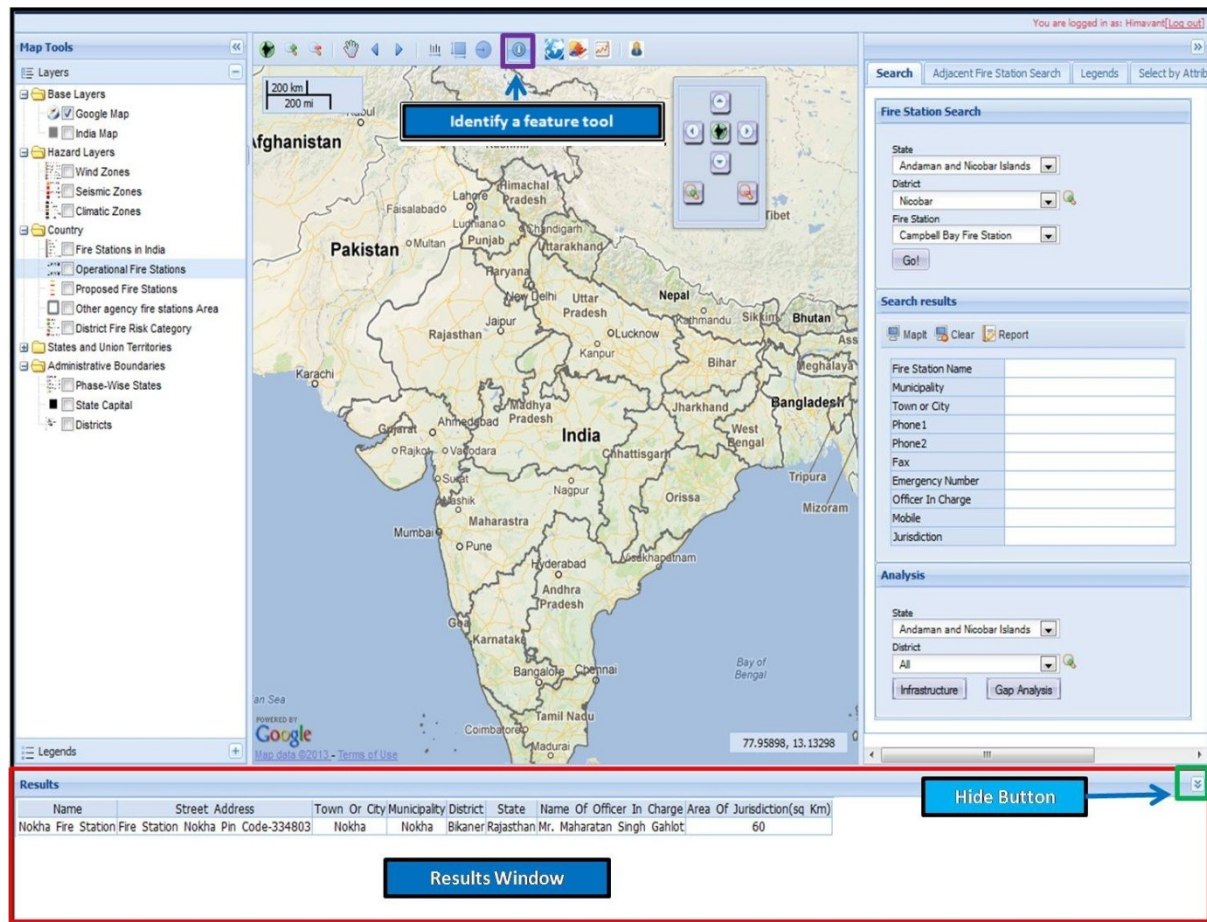 You are logged in as: Himavant[Log out]
Map Tools
Layers
Base Layers
Google Map
India Map
Hazard Layers
Wind Zones
Seismic Zones
Climatic Zones
Country
Fire Stations in India
Operational Fire Stations
Proposed Fire Stations
Other agency fire stations Area
District Fire Risk Category
States and Union Territories
Administrative Boundaries
Phase-Wise States
State Capital
Districts
Legends
200 km
200 mi
Identify a feature tool
Afghanistan
Himachal
Pradesh
Lahore
Faisalabad
Ludhiana
Chandigarh
Tibet
Pakistan
Multan
Punjab
Uttarakhand
Haryana
New Delhi
Uttar
Pradesh
Nepal
Kathmandu
Sikkim
Bhutan
Rajasthan
Jaipur
Lucknow
Kanpur
Ass
Bihar
Meghalaya
Karachi
Bangladesh
Madhya
Pradesh
Jharkhand
Gujarat
Ahmedabad
India
West
Bengal
Rajkot
Vadodara
Chhattisgarh
Surat
Tripura
Nashik
Nagpur
Orissa
Mizoram
Mumbai
Maharastra
Pune
Hyderabad
Visakhapatnam
Andhra
Pradesh
Goa
Karnataka
Bangalore
Chennai
Bay of
Bengal
an Sea
Tamil Nadu
Coimbatore
Madurai
POWERED BY
Google
Map data ©2013 - Terms of Use
77.95898, 13.13298
Search
Adjacent Fire Station Search
Legends
Select by Attrib
Fire Station Search
State
Andaman and Nicobar Islands
District
Nicobar
Fire Station
Campbell Bay Fire Station
Go!
Search results
MapIt
Clear
Report
Fire Station Name
Municipality
Town or City
Phone1
Phone2
Fax
Emergency Number
Officer In Charge
Mobile
Jurisdiction
Analysis
State
Andaman and Nicobar Islands
District
All
Infrastructure
Gap Analysis
Results
Hide Button
Name Street Address Town Or City Municipality District State Name Of Officer In Charge Area Of Jurisdiction(sq Km)
Nokha Fire Station Fire Station Nokha Pin Code-334803 Nokha Nokha Bikaner Rajasthan Mr. Maharatan Singh Gahlot 60
Results Window